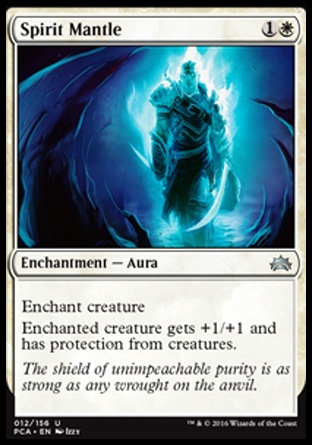 Spirit Mantle 1
Enchantment — Aura
Enchant creature
Enchanted creature gets +1/+1 and
has protection from creatures.
The shield of unimpeachable purity is as
strong as any wrought on the anvil.
012/156 U
PCA • EN Izzy ™ & © 2016 Wizards of the Coast